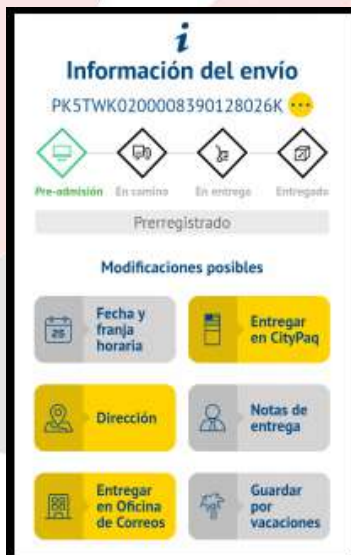 i
Información del envío
PK5TWK0200008390128026K
Pre-admisión En camino En entrega Entregado
Prerregistrado
Modificaciones posibles
Fecha y
franja
horaria
25
Entregar
en CityPaq
Dirección
Notas de
entrega
Entregar
en Oficina
de Correos
Guardar
por
vacaciones